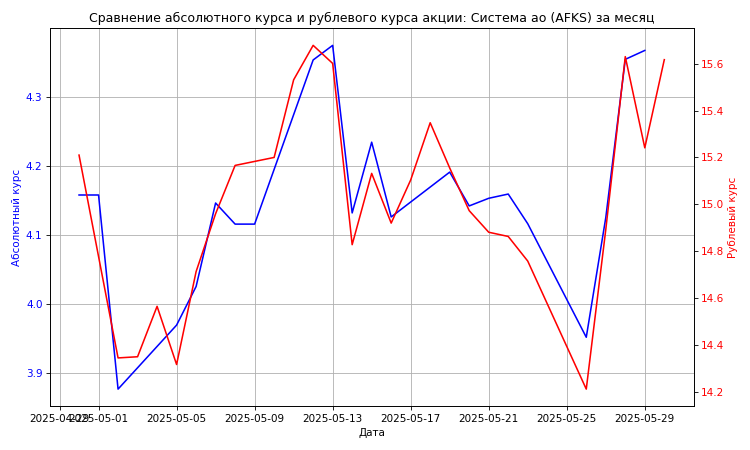 Сравнение абсолютного курса и рублевого курса акции: Система ао (AFKS) за месяц
Абсолютный курс
4.3
4.2
4.1
4.0
3.9
15.6
15.4
15.2
15.0
14.8
14.6
14.4
14.2
Рублевый курс
2025-04-29 2025-05-01 2025-05-05 2025-05-09 2025-05-13 2025-05-17 2025-05-21 2025-05-25 2025-05-29
Дата